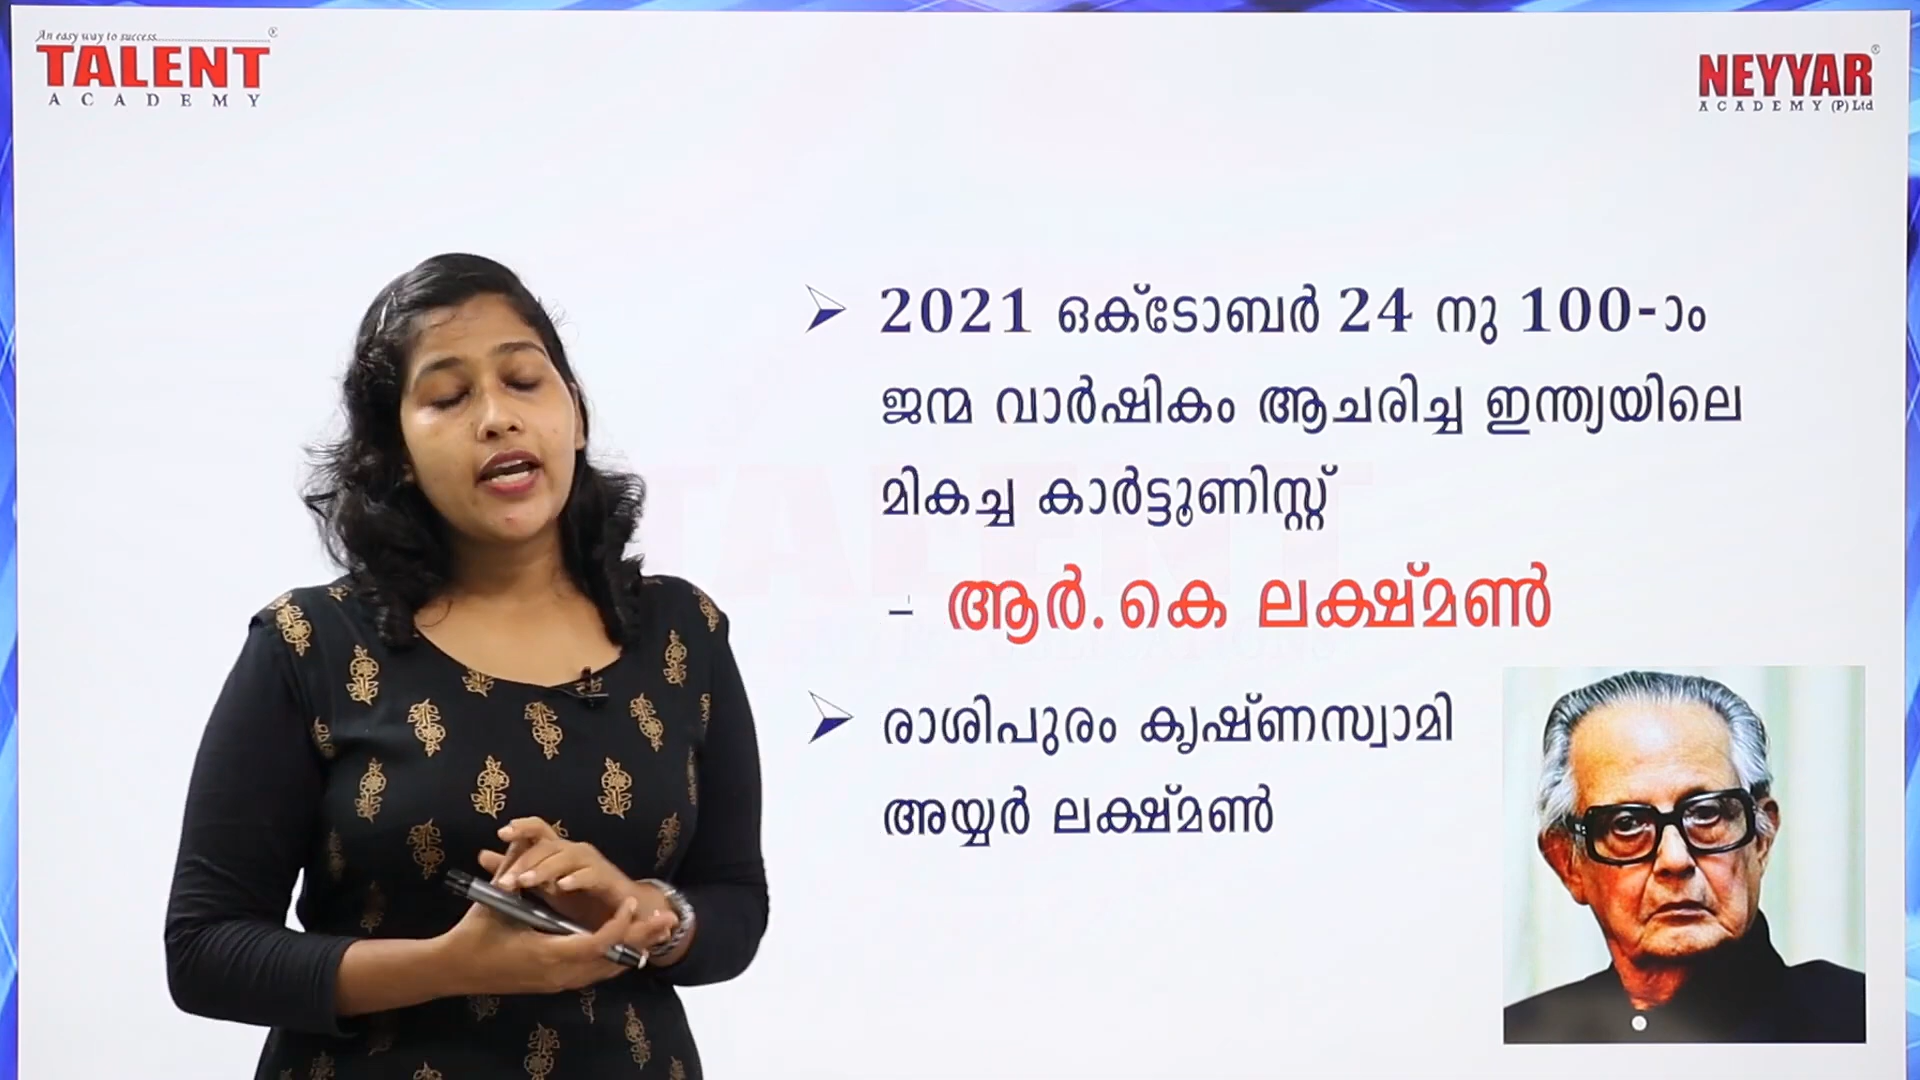 An easy way to success
TALENT
ACADEMY
NEYYAR
ACADEMY (P) Ltd
2021 ഒക്ടോബർ 24 നു 100-ാം
ജന്മ വാർഷികം ആചരിച്ച ഇന്ത്യയിലെ
മികച്ച കാർട്ടൂണിസ്റ്റ്
- ആർ.കെ ലക്ഷ്മൺ
രാശിപുരം കൃഷ്ണസ്വാമി
അയ്യർ ലക്ഷ്മൺ
TALENT